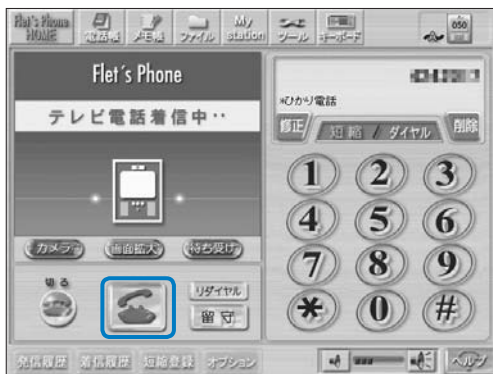 Flet's Phone HOME
電話帳
メモ帳
ファイル
My station
ツール
キーボード
050
Flet's Phone
テレビ電話着信中‥
*ひかり電話
修正
短縮 / ダイヤル
削除
カメラ
画面拡大
待ち受け
1 2 3
4 5 6
7 8 9
* 0 #
切る
リダイヤル
留守
発信履歴
着信履歴
短縮登録
オプション
ヘルプ